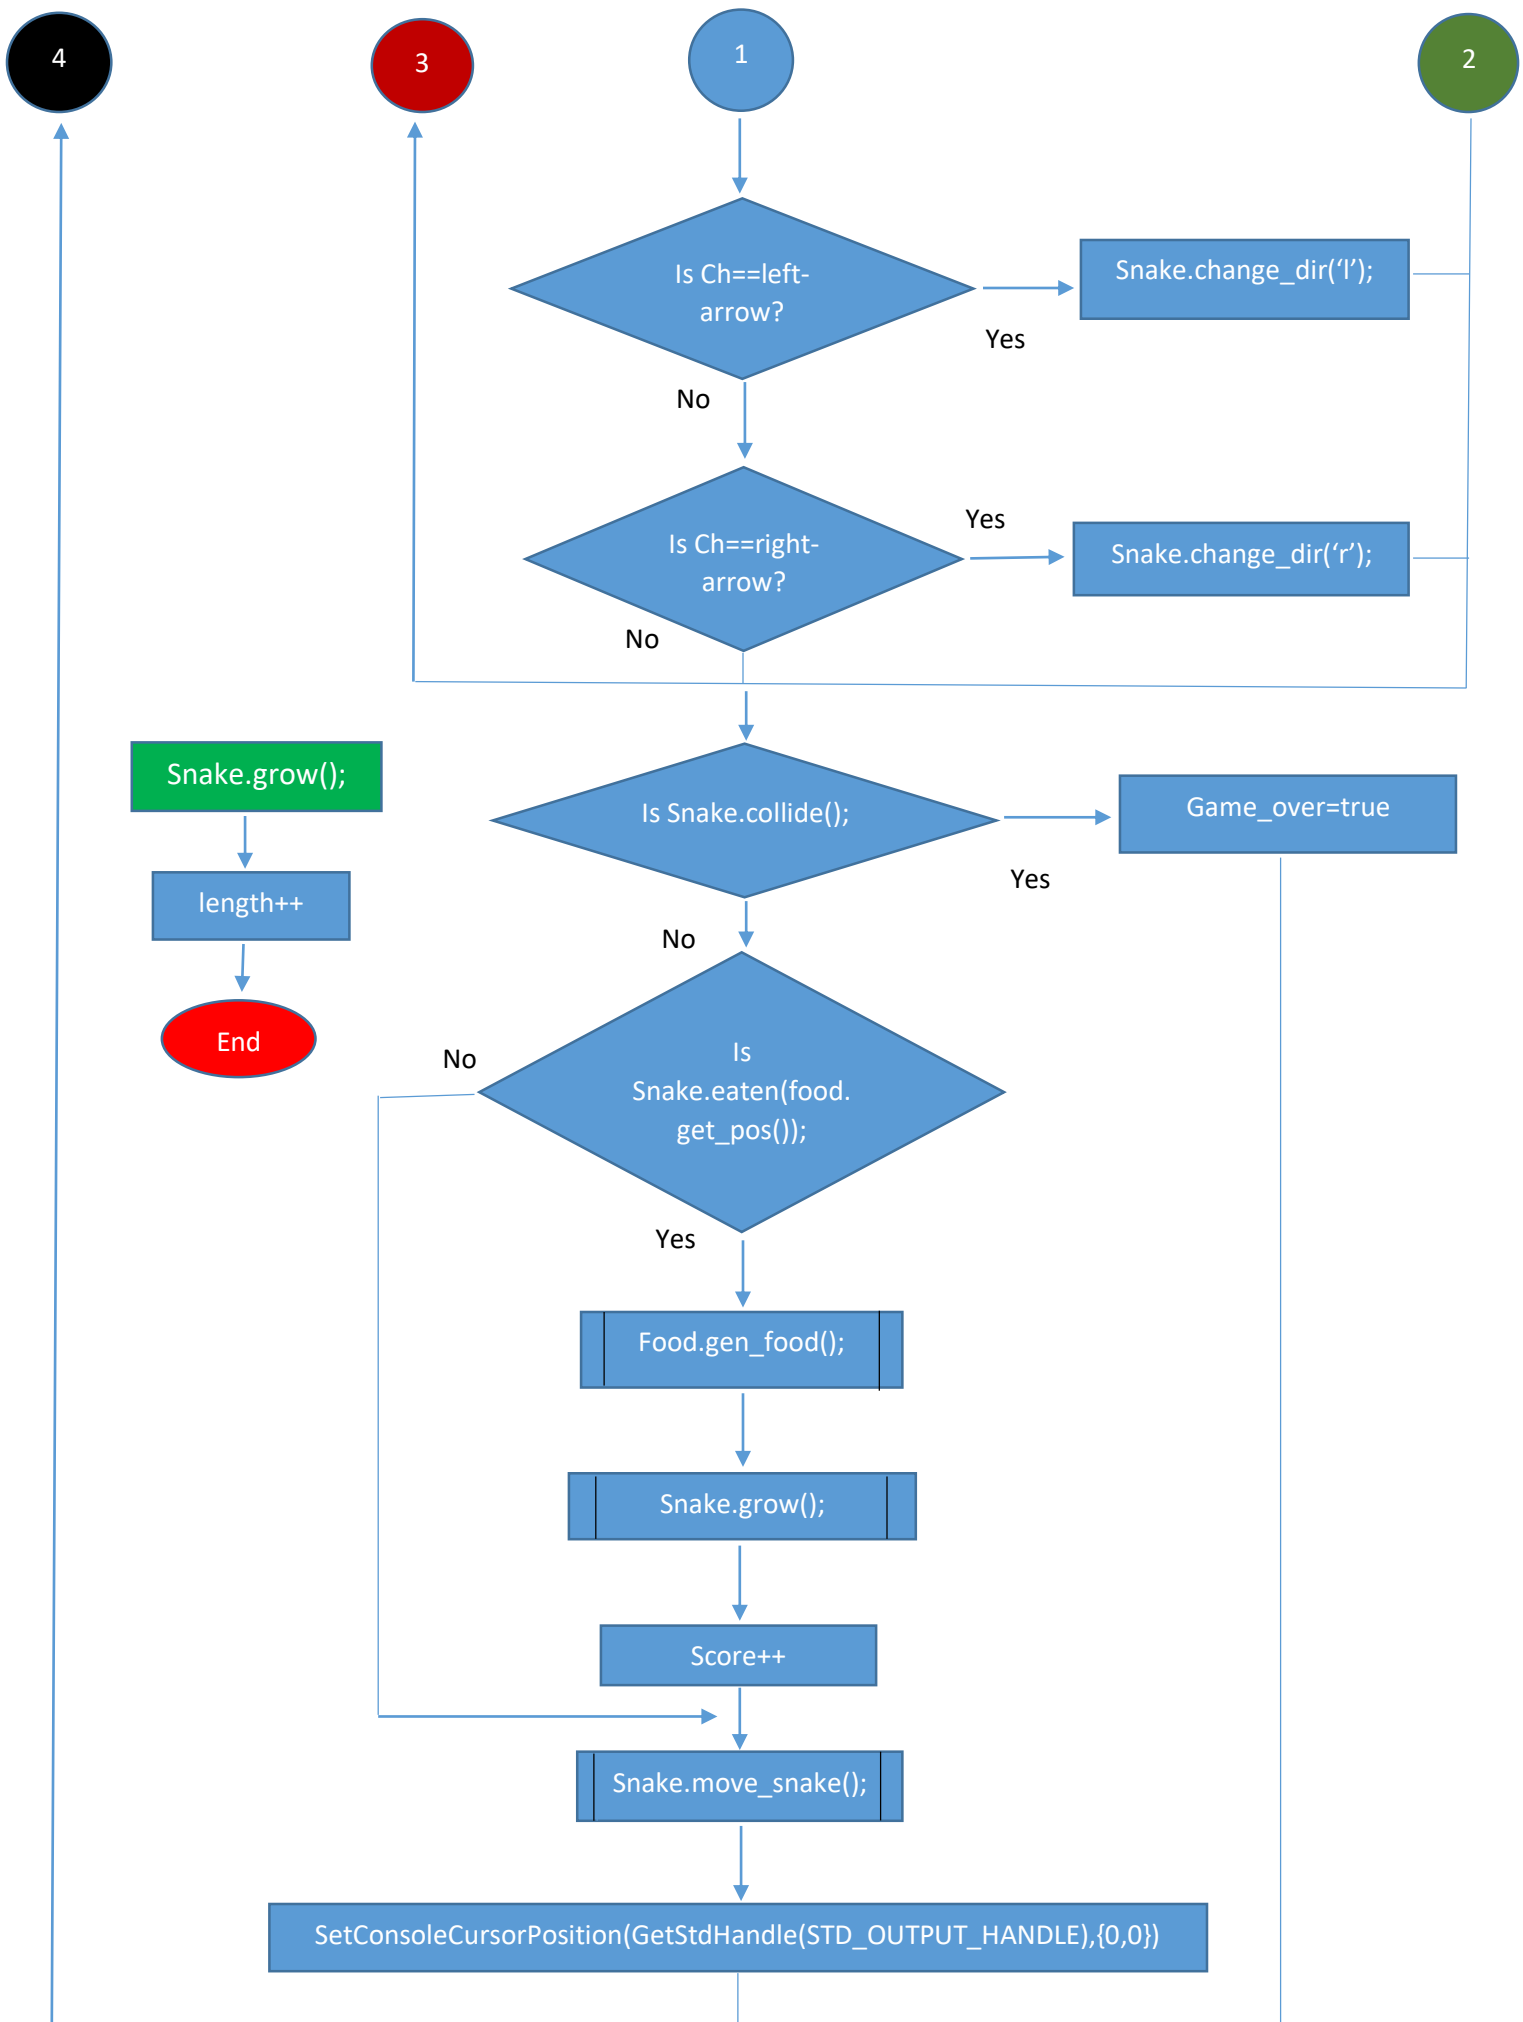 4
3
1
2
Is Ch==left-
arrow?
Snake.change_dir(‘l’);
Yes
No
Is Ch==right-
arrow?
Yes
Snake.change_dir(‘r’);
No
Snake.grow();
length++
End
Is Snake.collide();
Game_over=true
Yes
No
Is
Snake.eaten(food.
get_pos());
No
Yes
Food.gen_food();
Snake.grow();
Score++
Snake.move_snake();
SetConsoleCursorPosition(GetStdHandle(STD_OUTPUT_HANDLE),{0,0})